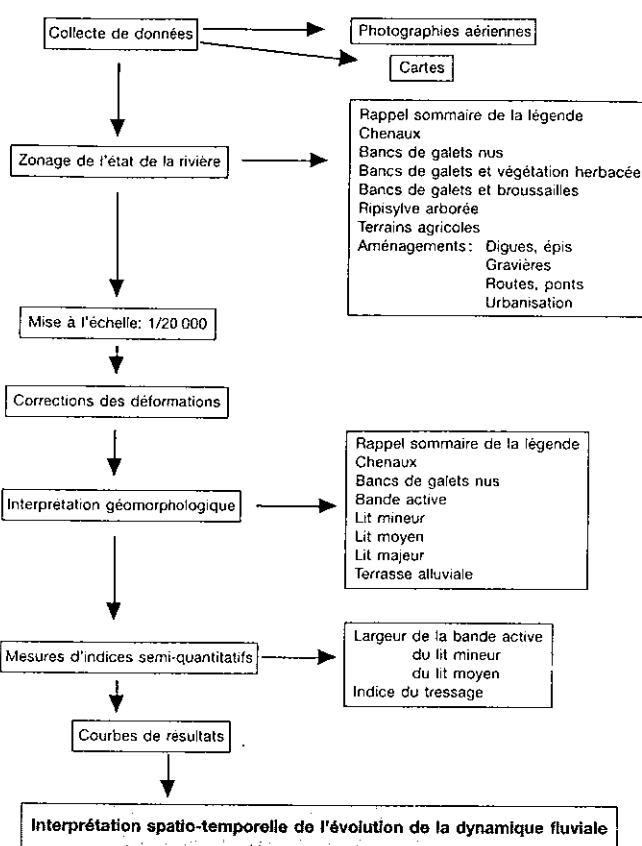 Collecte de données
Photographies aériennes
Cartes
Zonage de l'état de la rivière
Rappel sommaire de la légende
Chenaux
Bancs de galets nus
Bancs de galets et végétation herbacée
Bancs de galets et broussailles
Ripisylve arborée
Terrains agricoles
Aménagements: Digues, épis
Gravières
Routes, ponts
Urbanisation
Mise à l'échelle: 1/20 000
Corrections des déformations
Interprétation géomorphologique
Rappel sommaire de la légende
Chenaux
Bancs de galets nus
Bande active
Lit mineur
Lit moyen
Lit majeur
Terrasse alluviale
Mesures d'indices semi-quantitatifs
Largeur de la bande active
du lit mineur
du lit moyen
Indice du tressage
Courbes de résultats
Interprétation spatio-temporelle de l'évolution de la dynamique fluviale